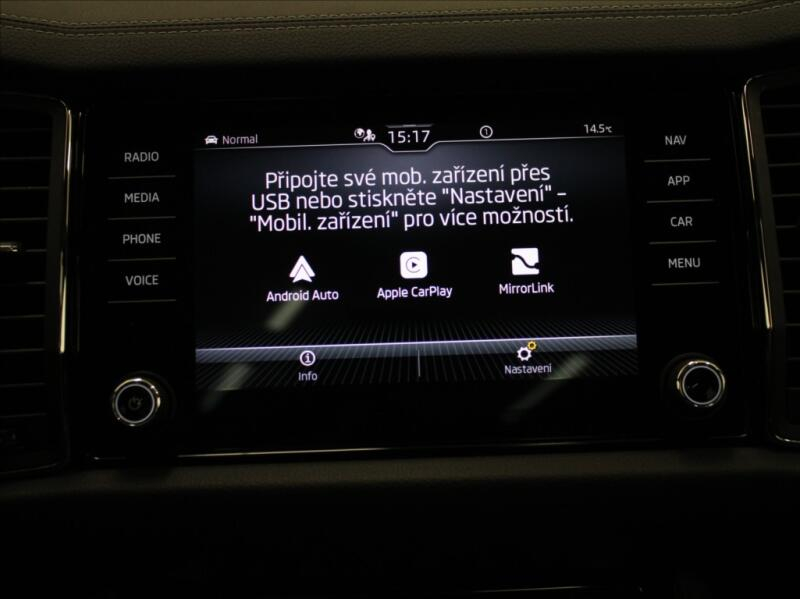 Normal
15:17
1
14.5°C
Připojte své mob. zařízení přes
USB nebo stiskněte "Nastavení" –
"Mobil. zařízení" pro více možností.
Android Auto
Apple CarPlay
MirrorLink
Info
Nastavení
RADIO
MEDIA
PHONE
VOICE
NAV
APP
CAR
MENU